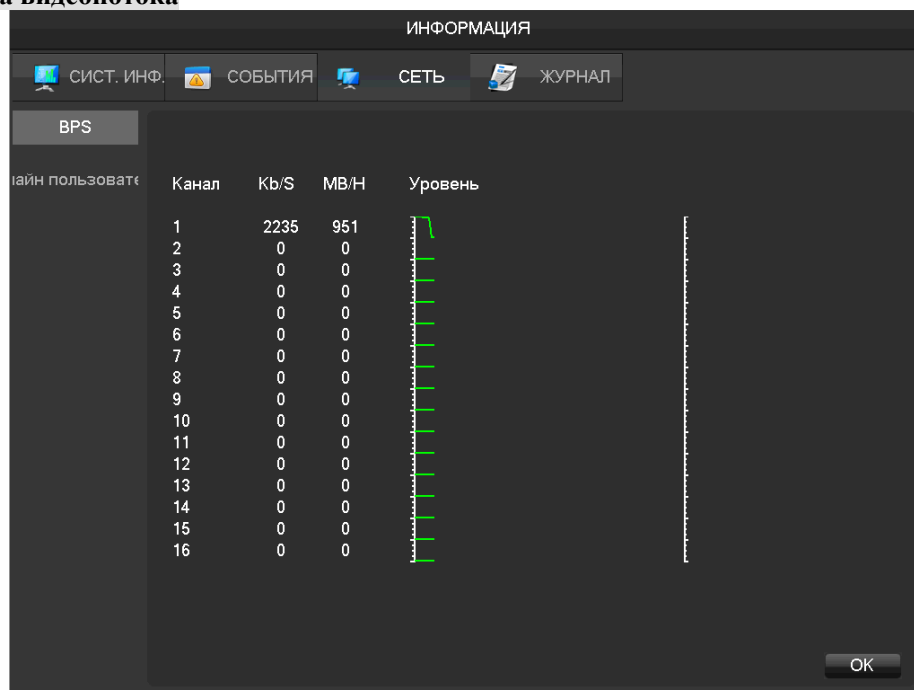 а видеопотока
ИНФОРМАЦИЯ
СИСТ. ИНФ. СОБЫТИЯ СЕТЬ ЖУРНАЛ
BPS
лайн пользовате
Канал Kb/S MB/H Уровень
1 2235 951
2 0 0
3 0 0
4 0 0
5 0 0
6 0 0
7 0 0
8 0 0
9 0 0
10 0 0
11 0 0
12 0 0
13 0 0
14 0 0
15 0 0
16 0 0
OK